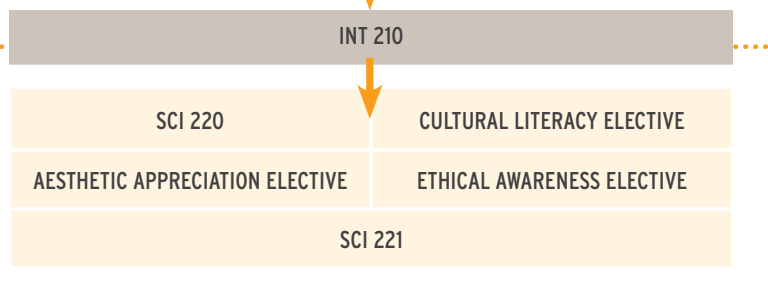 INT 210
SCI 220
CULTURAL LITERACY ELECTIVE
AESTHETIC APPRECIATION ELECTIVE
ETHICAL AWARENESS ELECTIVE
SCI 221